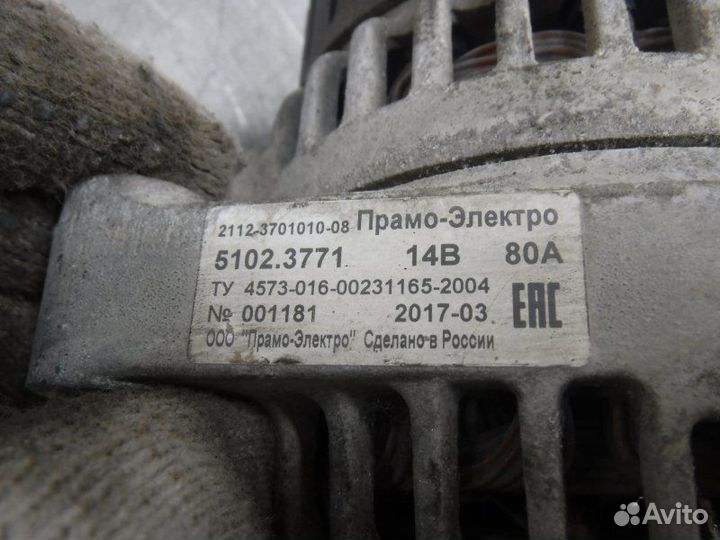 2112-3701010-08 Прамо-Электро
5102.3771 14В 80А
ТУ 4573-016-00231165-2004
№ 001181 2017-03 EAC
ООО "Прамо-Электро" Сделано в России
Avito